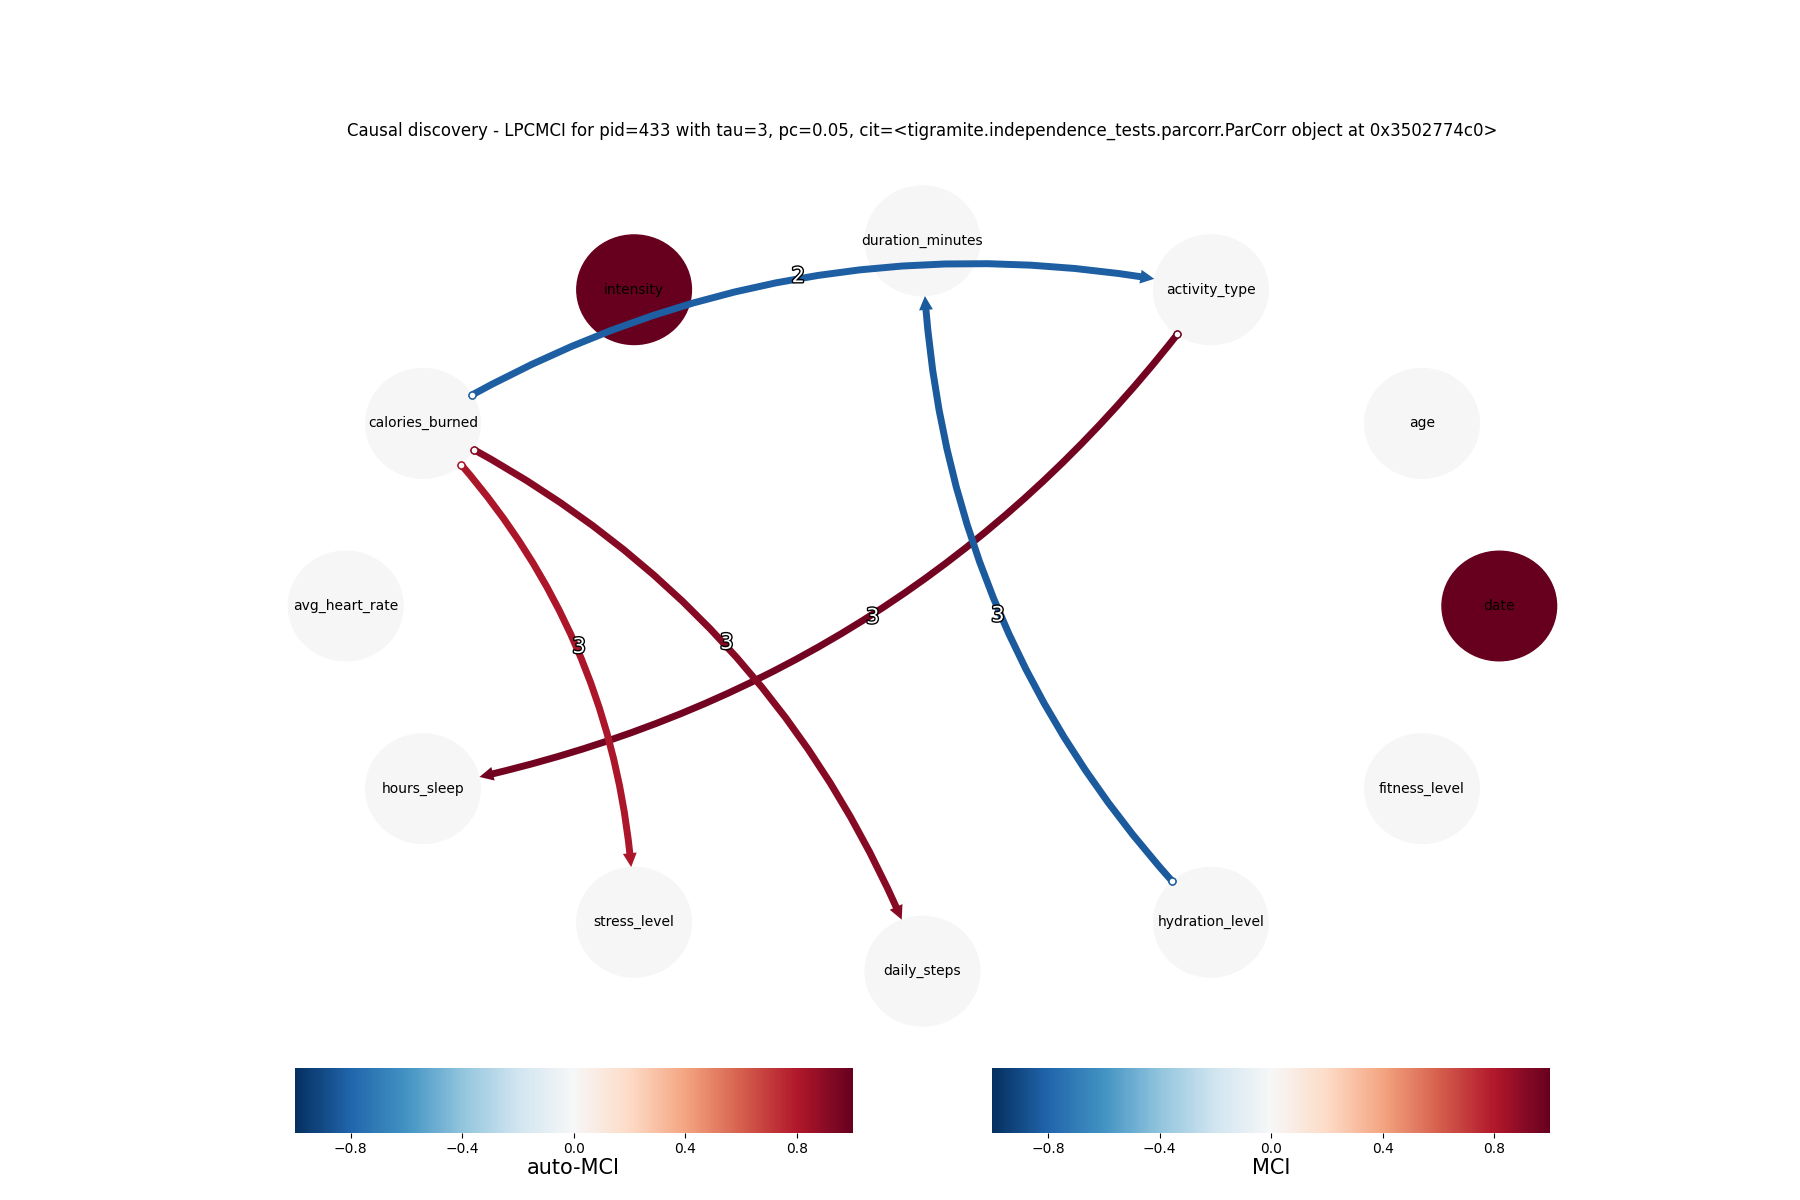 Causal discovery - LPCMCI for pid=433 with tau=3, pc=0.05, cit=<tigramite.independence_tests.parcorr.ParCorr object at 0x3502774c0>
duration_minutes
intensity
activity_type
2
calories_burned
age
avg_heart_rate
date
3
3
3
3
hours_sleep
fitness_level
stress_level
hydration_level
daily_steps
−0.8 −0.4 0.0 0.4 0.8
auto-MCI
−0.8 −0.4 0.0 0.4 0.8
MCI